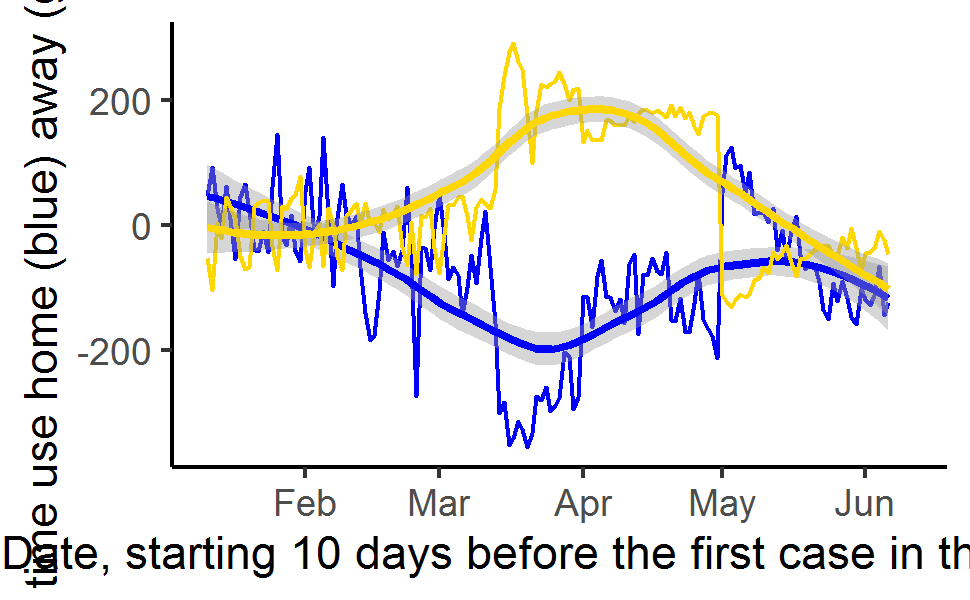 time use home (blue) away (
200
0
-200
Feb Mar Apr May Jun
Date, starting 10 days before the first case in th